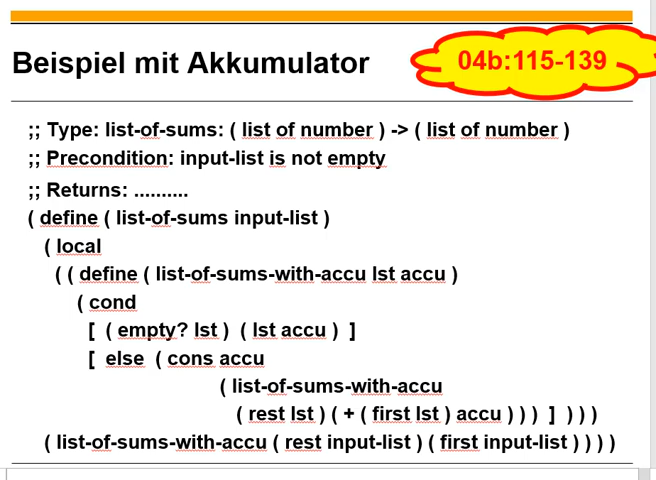 Beispiel mit Akkumulator
04b:115-139
;; Type: list-of-sums: ( list of number ) -> ( list of number )
;; Precondition: input-list is not empty
;; Returns: ..........
( define ( list-of-sums input-list )
( local
( ( define ( list-of-sums-with-accu lst accu )
( cond
[ ( empty? lst ) ( lst accu ) ]
[ else ( cons accu
( list-of-sums-with-accu
( rest lst ) ( + ( first lst ) accu ) ) ) ] ) ) )
( list-of-sums-with-accu ( rest input-list ) ( first input-list ) ) ) )